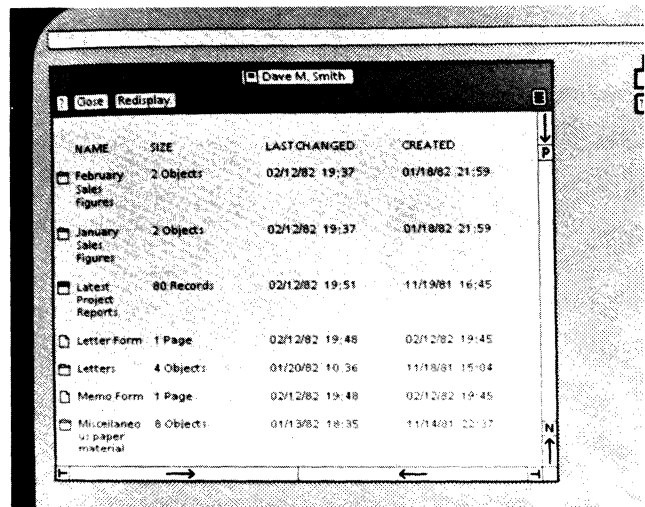 Dave M. Smith
? Close Redisplay
NAME SIZE LAST CHANGED CREATED
P
February 2 Objects 02/12/82 19:37 01/18/82 21:59
Sales
Figures
January 2 Objects 02/12/82 19:37 01/18/82 21:59
Sales
Figures
Latest 80 Records 02/12/82 19:51 11/19/81 16:45
Project
Reports
Letter Form 1 Page 02/12/82 19:48 02/12/82 19:45
Letters 4 Objects 01/20/82 10:36 11/18/81 15:04
Memo Form 1 Page 02/12/82 19:48 02/12/82 19:45
Miscellaneo 8 Objects 01/13/82 18:35 11/14/81 22:37
us paper
material
N